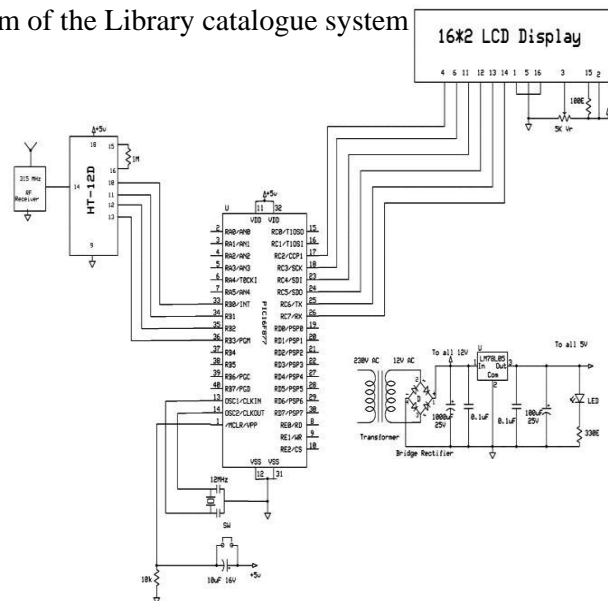 m of the Library catalogue system
16*2 LCD Display
4 6 11 12 13 14 1 5 16 3 15 2
100E
5K Vr
+5v
18 15
1M
16
315 MHz
RF
Receiver
14
HT-12D
10
11
12
13
9
+5v
U 11 32
VDD VDD
2 RA0/AN0 RC0/T1OSO 15
3 RA1/AN1 RC1/T1OSI 16
4 RA2/AN2 RC2/CCP1 17
5 RA3/AN3 RC3/SCK 18
6 RA4/T0CKI RC4/SDI 23
7 RA5/AN4 RC5/SDO 24
33 RB0/INT RC6/TX 25
34 RB1 RC7/RX 26
35 RB2 RD0/PSP0 19
36 RB3/PGM RD1/PSP1 20
37 RB4 RD2/PSP2 21
38 RB5 RD3/PSP3 22
39 RB6/PGC RD4/PSP4 27
40 RB7/PGD RD5/PSP5 28
13 OSC1/CLKIN RD6/PSP6 29
14 OSC2/CLKOUT RD7/PSP7 30
1 /MCLR/VPP RE0/RD 8
RE1/WR 9
RE2/CS 10
PIC16F877
VSS VSS
12 31
12MHz
SW
10k
10uF 16V
+5v
230V AC 12V AC
To all 12V
U
LM78L05
1 In Out 3
Com
2
To all 5V
D
1000uF
25V
0.1uF
0.1uF
100uF
25V
LED
330E
Transformer
Bridge Rectifier